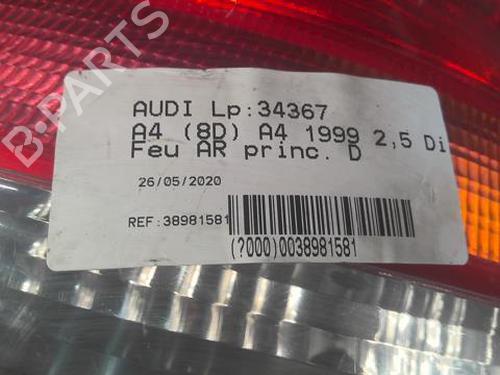 AUDI Lp:34367
A4 (8D) A4 1999 2,5 Di
Feu AR princ. D
26/05/2020
REF:38981581
(?000)0038981581
B-PARTS